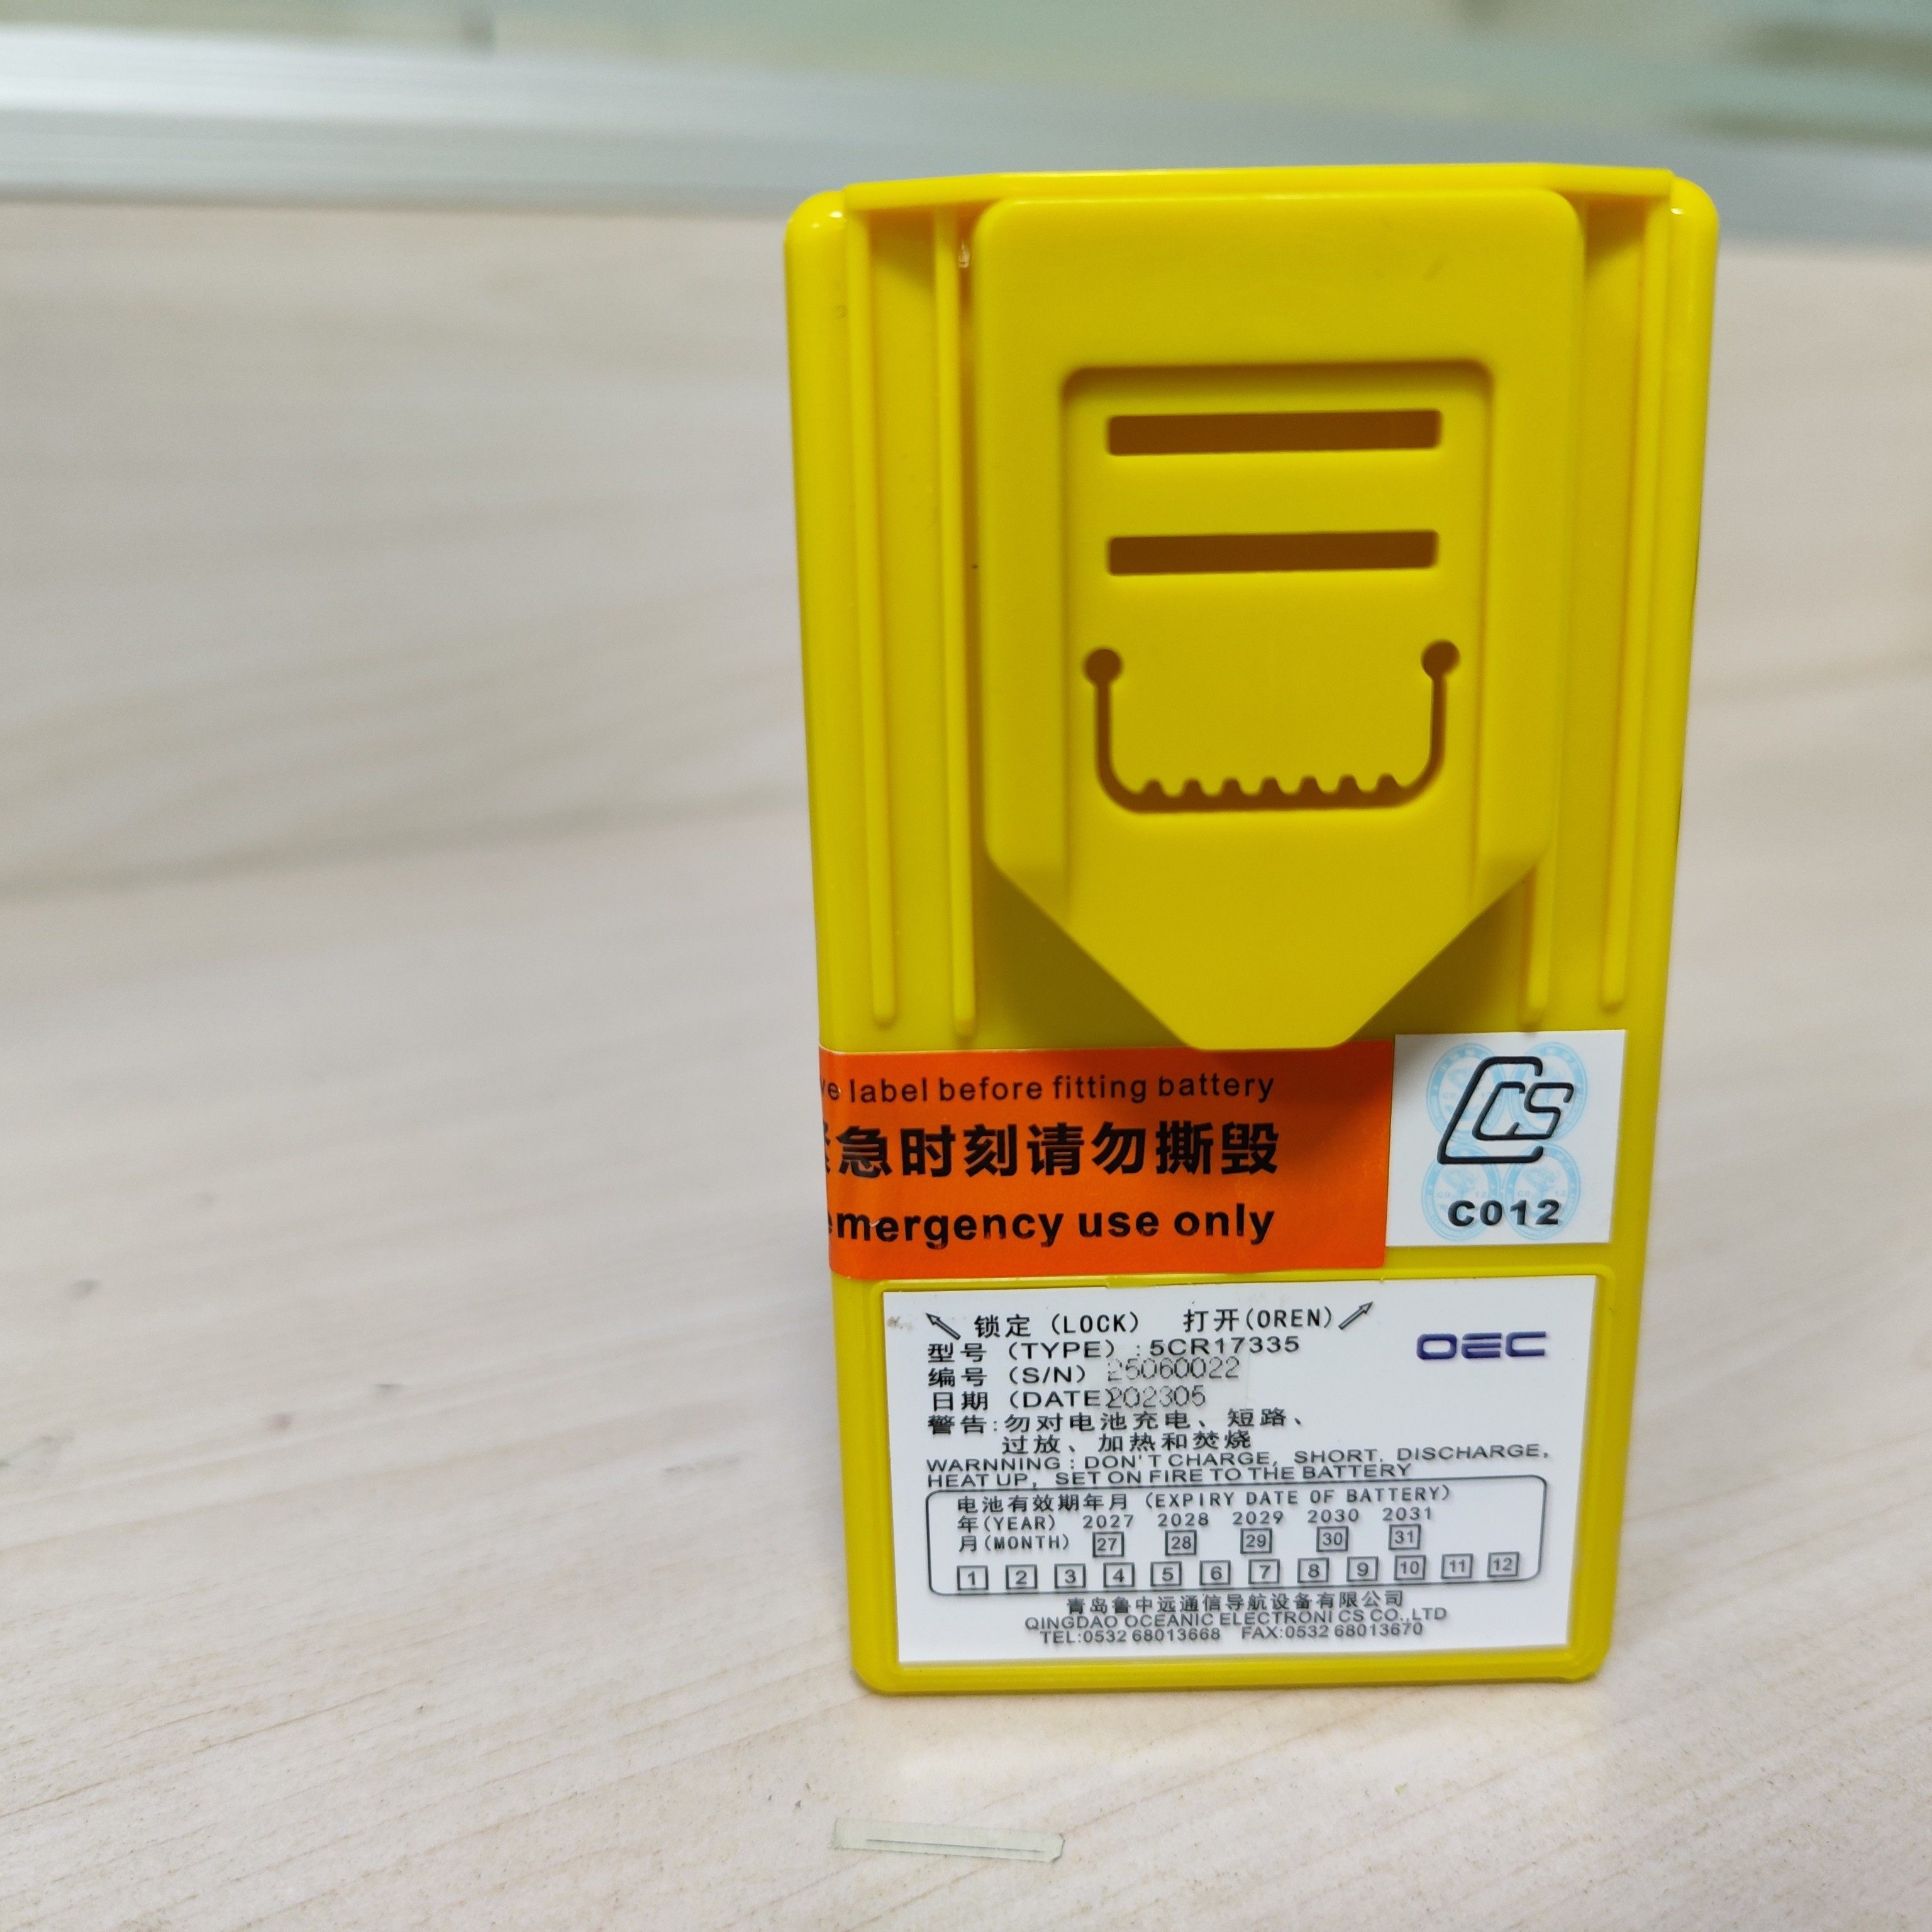 label before fitting battery
急时刻请勿撕毁
emergency use only
CCS
C012
锁定 (LOCK) 打开(OREN)
OEC
型号 (TYPE) : 5CR17335
编号 (S/N) 25060022
日期 (DATE) 202305
警告:勿对电池充电、短路、
过放、加热和焚烧
WARNNING : DON'T CHARGE, SHORT, DISCHARGE,
HEAT UP, SET ON FIRE TO THE BATTERY
电池有效期年月 (EXPIRY DATE OF BATTERY)
年(YEAR) 2027 2028 2029 2030 2031
月(MONTH) 27 28 29 30 31
1 2 3 4 5 6 7 8 9 10 11 12
青岛鲁中远通信导航设备有限公司
QINGDAO OCEANIC ELECTRONI CS CO.,LTD
TEL:0532 68013668 FAX:0532 68013670